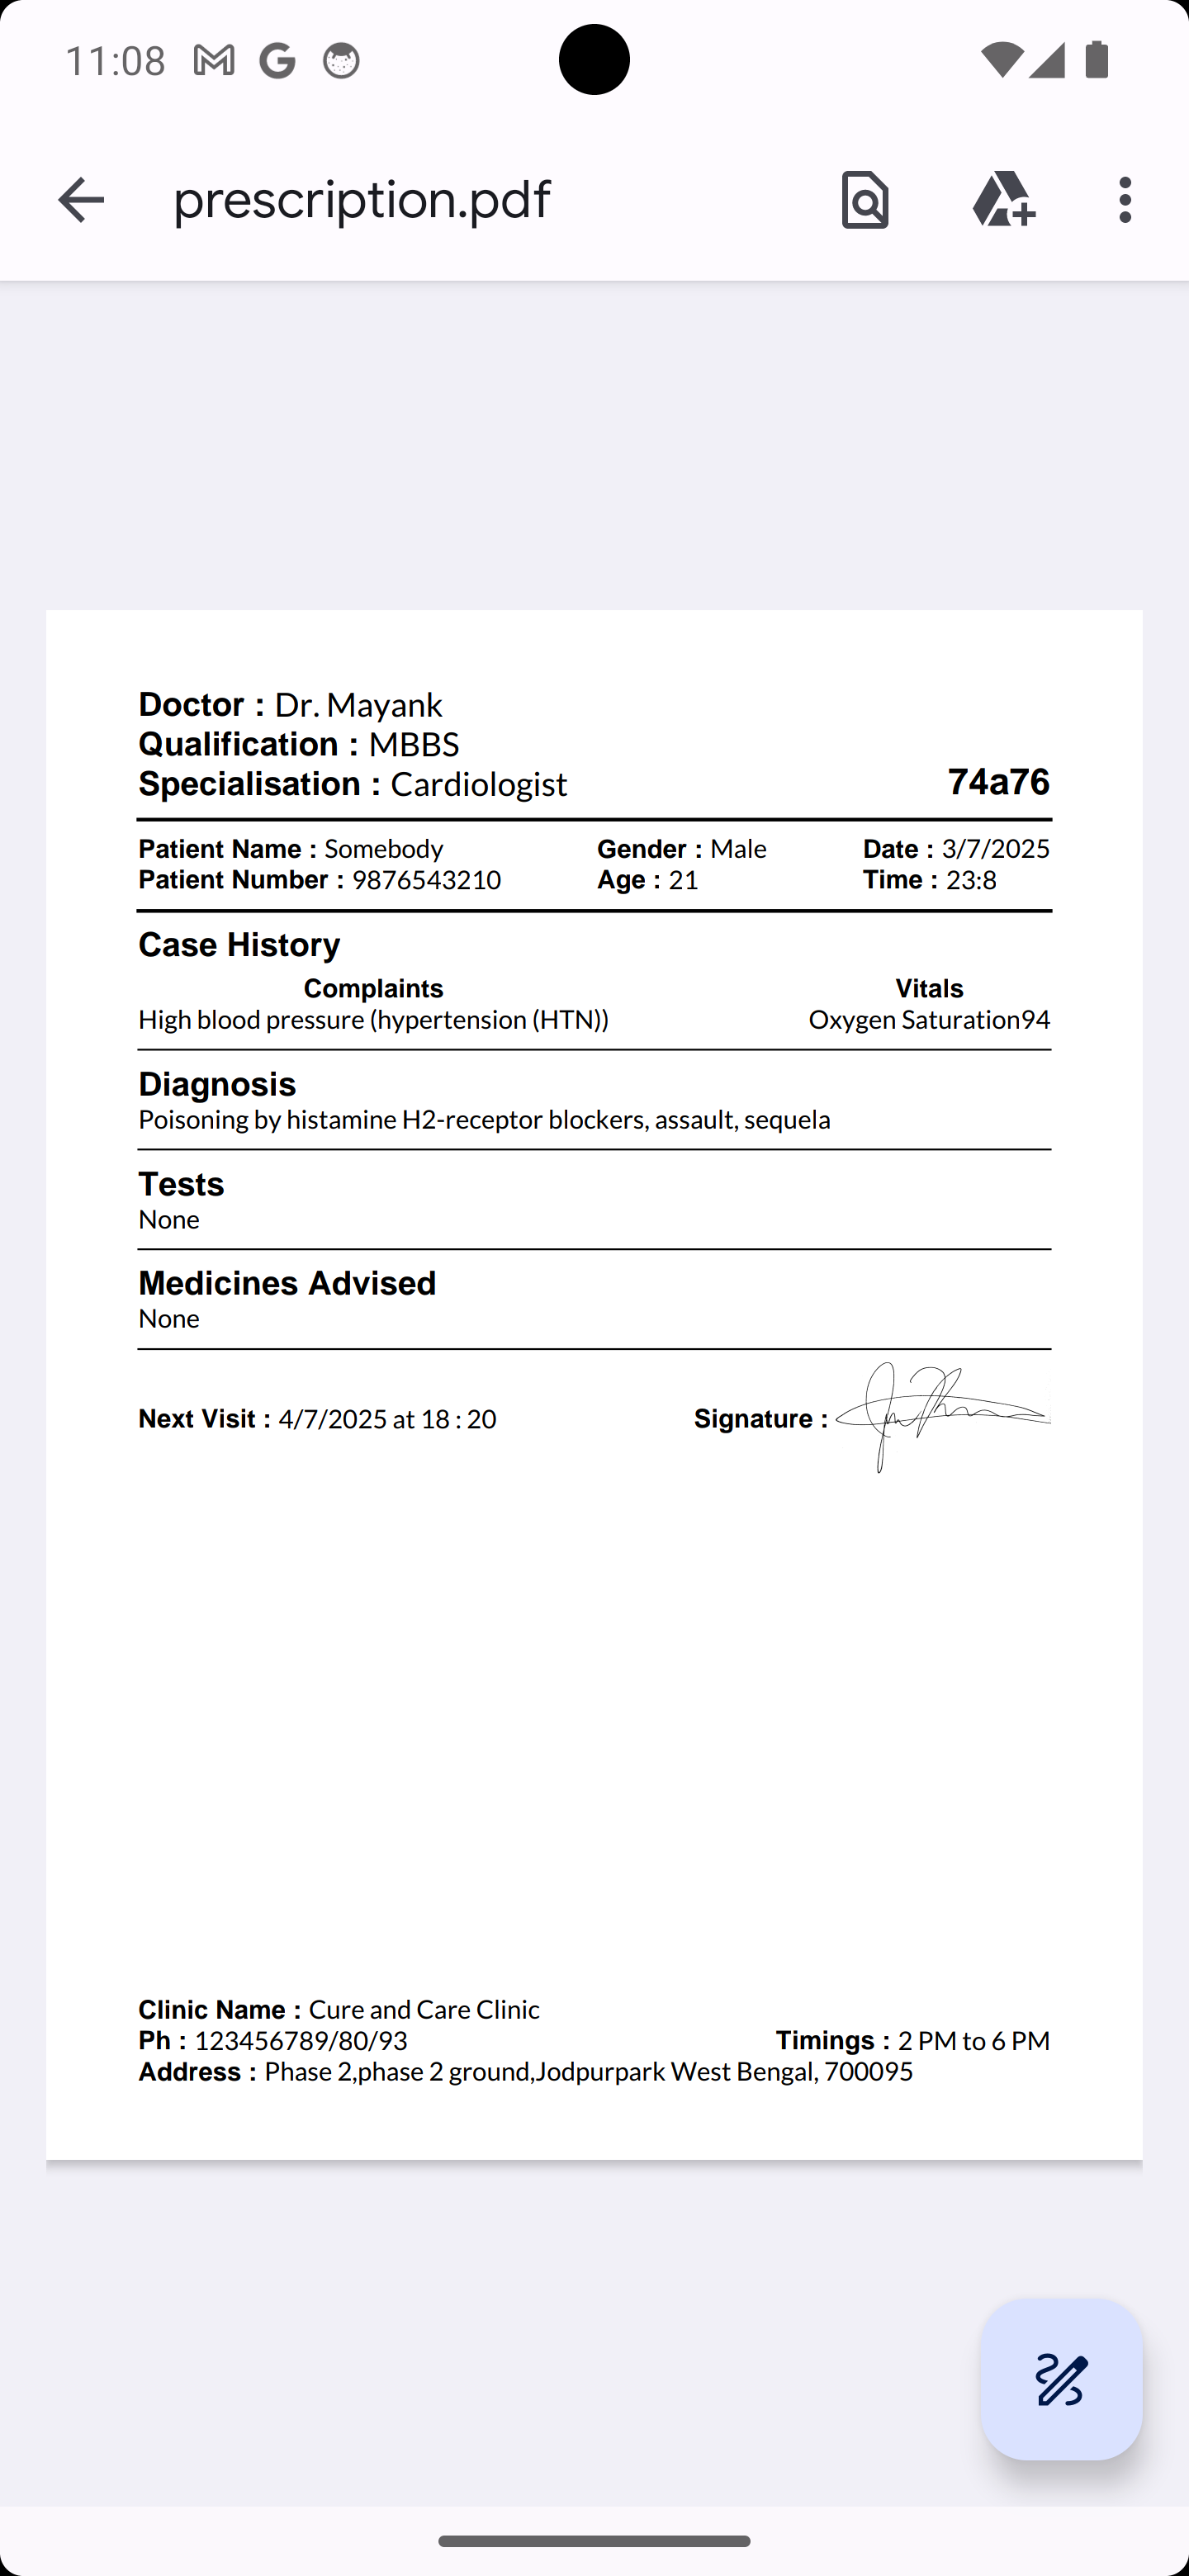 11:08
prescription.pdf
Doctor : Dr. Mayank
Qualification : MBBS
Specialisation : Cardiologist 74a76
Patient Name : Somebody Gender : Male Date : 3/7/2025
Patient Number : 9876543210 Age : 21 Time : 23:8
Case History
Complaints Vitals
High blood pressure (hypertension (HTN)) Oxygen Saturation94
Diagnosis
Poisoning by histamine H2-receptor blockers, assault, sequela
Tests
None
Medicines Advised
None
Next Visit : 4/7/2025 at 18 : 20 Signature :
Clinic Name : Cure and Care Clinic
Ph : 123456789/80/93 Timings : 2 PM to 6 PM
Address : Phase 2,phase 2 ground,Jodpurpark West Bengal, 700095